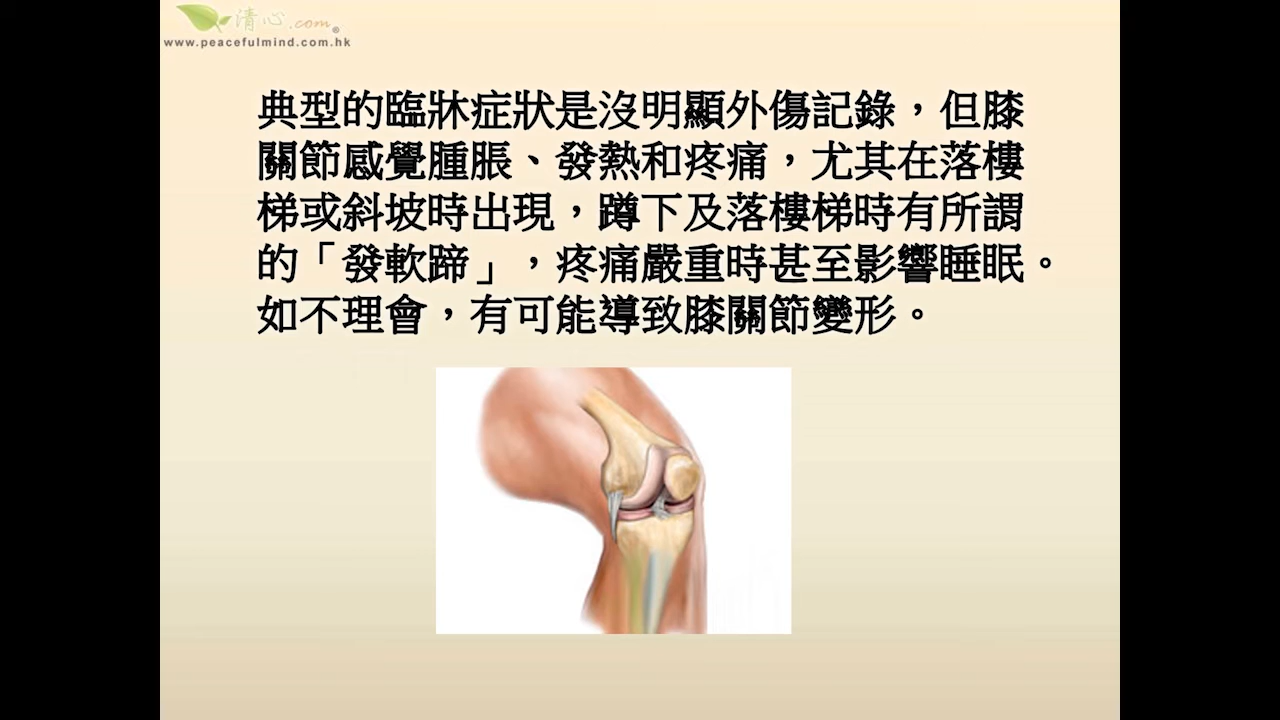 清心.com®
www.peacefulmind.com.hk
典型的臨牀症狀是沒明顯外傷記錄，但膝
關節感覺腫脹、發熱和疼痛，尤其在落樓
梯或斜坡時出現，蹲下及落樓梯時有所謂
的「發軟蹄」，疼痛嚴重時甚至影響睡眠。
如不理會，有可能導致膝關節變形。